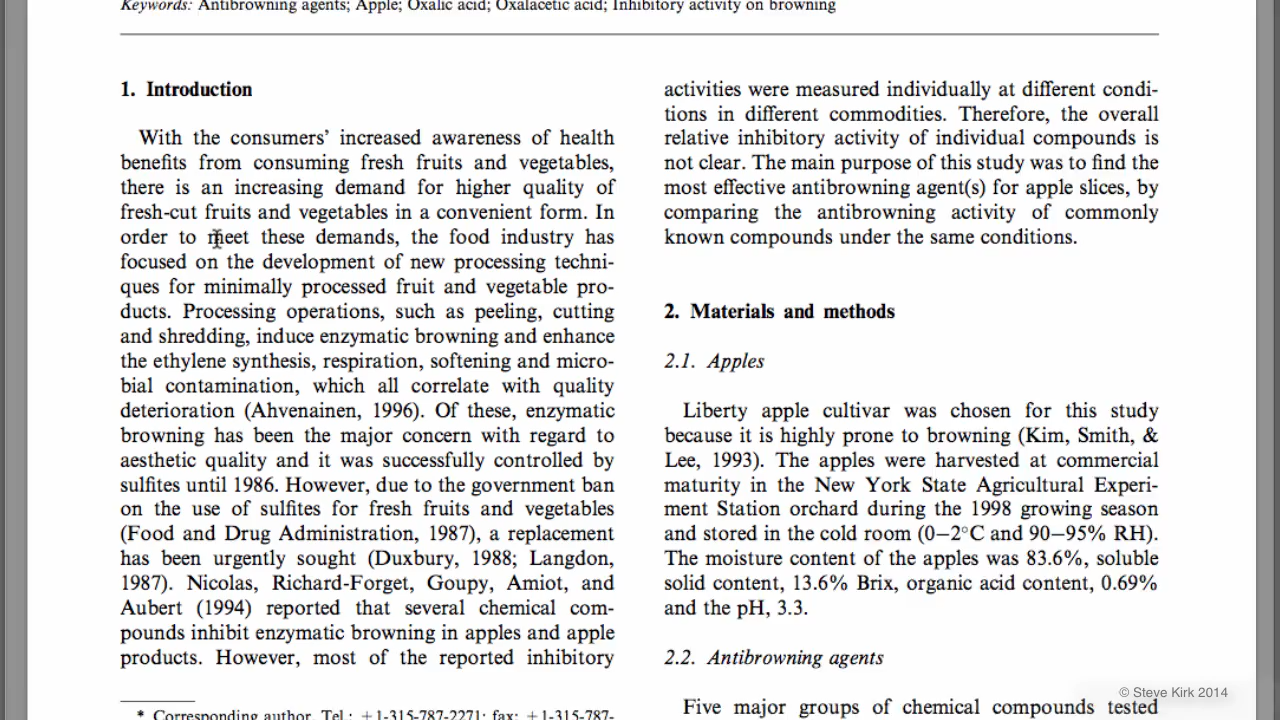 Keywords: Antibrowning agents; Apple; Oxalic acid; Oxalacetic acid; Inhibitory activity on browning
1. Introduction
With the consumers’ increased awareness of health
benefits from consuming fresh fruits and vegetables,
there is an increasing demand for higher quality of
fresh-cut fruits and vegetables in a convenient form. In
order to meet these demands, the food industry has
focused on the development of new processing techni-
ques for minimally processed fruit and vegetable pro-
ducts. Processing operations, such as peeling, cutting
and shredding, induce enzymatic browning and enhance
the ethylene synthesis, respiration, softening and micro-
bial contamination, which all correlate with quality
deterioration (Ahvenainen, 1996). Of these, enzymatic
browning has been the major concern with regard to
aesthetic quality and it was successfully controlled by
sulfites until 1986. However, due to the government ban
on the use of sulfites for fresh fruits and vegetables
(Food and Drug Administration, 1987), a replacement
has been urgently sought (Duxbury, 1988; Langdon,
1987). Nicolas, Richard-Forget, Goupy, Amiot, and
Aubert (1994) reported that several chemical com-
pounds inhibit enzymatic browning in apples and apple
products. However, most of the reported inhibitory
* Corresponding author. Tel.: +1-315-787-2271; fax: +1-315-787-
activities were measured individually at different condi-
tions in different commodities. Therefore, the overall
relative inhibitory activity of individual compounds is
not clear. The main purpose of this study was to find the
most effective antibrowning agent(s) for apple slices, by
comparing the antibrowning activity of commonly
known compounds under the same conditions.
2. Materials and methods
2.1. Apples
Liberty apple cultivar was chosen for this study
because it is highly prone to browning (Kim, Smith, &
Lee, 1993). The apples were harvested at commercial
maturity in the New York State Agricultural Experi-
ment Station orchard during the 1998 growing season
and stored in the cold room (0–2°C and 90–95% RH).
The moisture content of the apples was 83.6%, soluble
solid content, 13.6% Brix, organic acid content, 0.69%
and the pH, 3.3.
2.2. Antibrowning agents
Five major groups of chemical compounds tested
© Steve Kirk 2014